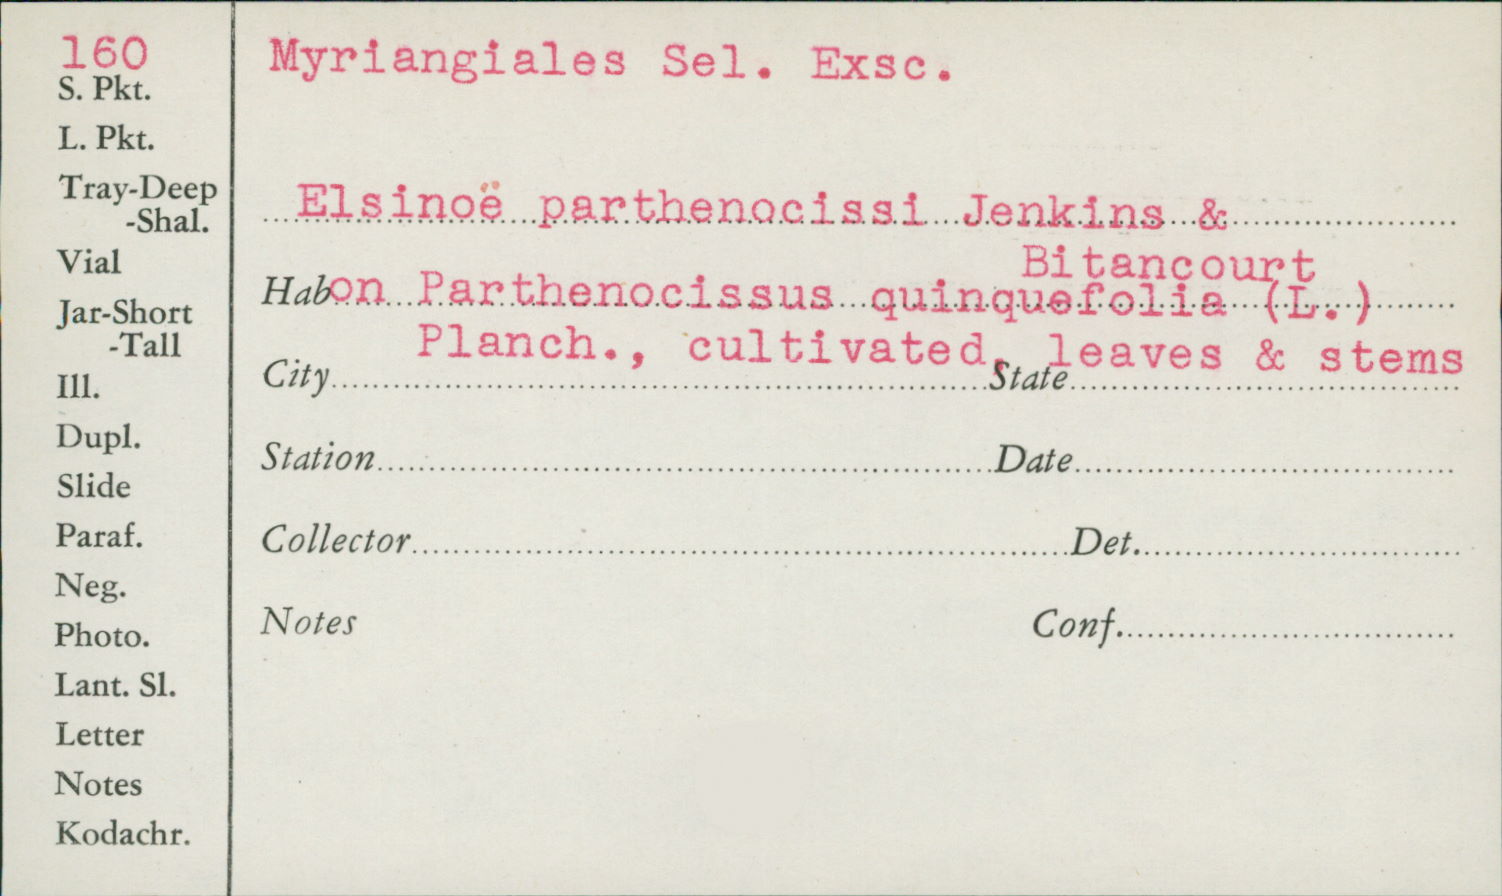 160
S. Pkt.
L. Pkt.
Tray-Deep
-Shal.
Vial
Jar-Short
-Tall
Ill.
Dupl.
Slide
Paraf.
Neg.
Photo.
Lant. Sl.
Letter
Notes
Kodachr.
Myriangiales Sel. Exsc.
Elsinoë parthenocissi Jenkins &
Bitancourt
Hab on Parthenocissus quinquefolia (L.)
Planch., cultivated, leaves & stems
City State
Station Date
Collector Det.
Notes Conf.